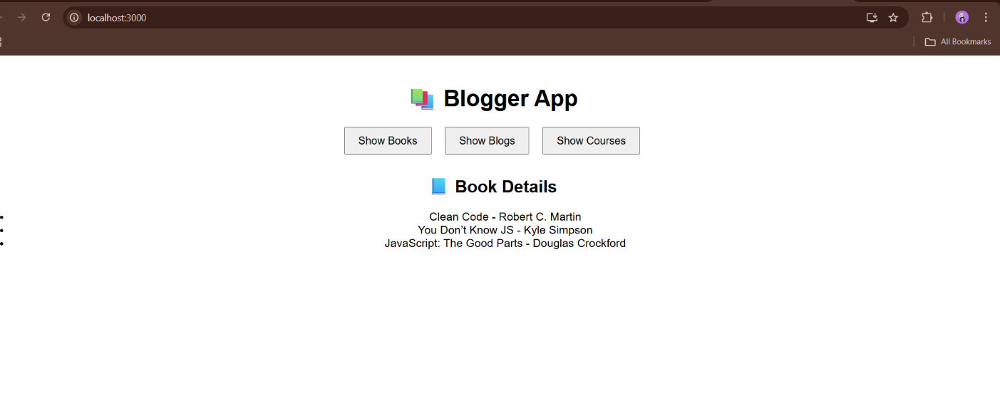 localhost:3000
All Bookmarks
Blogger App
Show Books Show Blogs Show Courses
Book Details
Clean Code - Robert C. Martin
You Don’t Know JS - Kyle Simpson
JavaScript: The Good Parts - Douglas Crockford